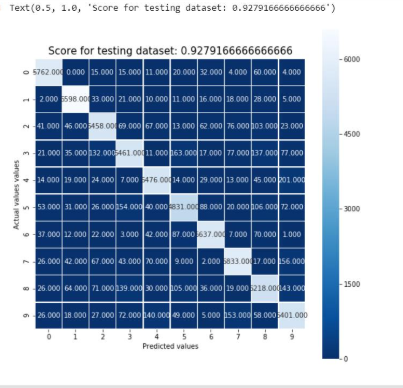 Text(0.5, 1.0, 'Score for testing dataset: 0.9279166666666666')
Score for testing dataset: 0.9279166666666666
0 5762.000 0.000 15.000 15.000 11.000 20.000 32.000 4.000 60.000 4.000
1 2.000 6598.000 33.000 21.000 10.000 11.000 16.000 18.000 28.000 5.000
2 41.000 46.000 5458.000 69.000 67.000 13.000 62.000 76.000 103.000 23.000
3 21.000 35.000 132.000 5461.000 11.000 163.000 17.000 77.000 137.000 77.000
4 14.000 19.000 24.000 7.000 5476.000 14.000 29.000 13.000 45.000 201.000
5 53.000 31.000 26.000 154.000 40.000 4831.000 88.000 20.000 106.000 72.000
6 37.000 12.000 22.000 3.000 42.000 87.000 5637.000 7.000 70.000 1.000
7 26.000 42.000 67.000 43.000 70.000 9.000 2.000 5833.000 17.000 156.000
8 26.000 64.000 71.000 139.000 30.000 105.000 36.000 19.000 5218.000 143.000
9 26.000 18.000 27.000 72.000 140.000 49.000 5.000 153.000 58.000 5401.000
0 1 2 3 4 5 6 7 8 9
Predicted values
Actual values values
6000
4500
3000
1500
0